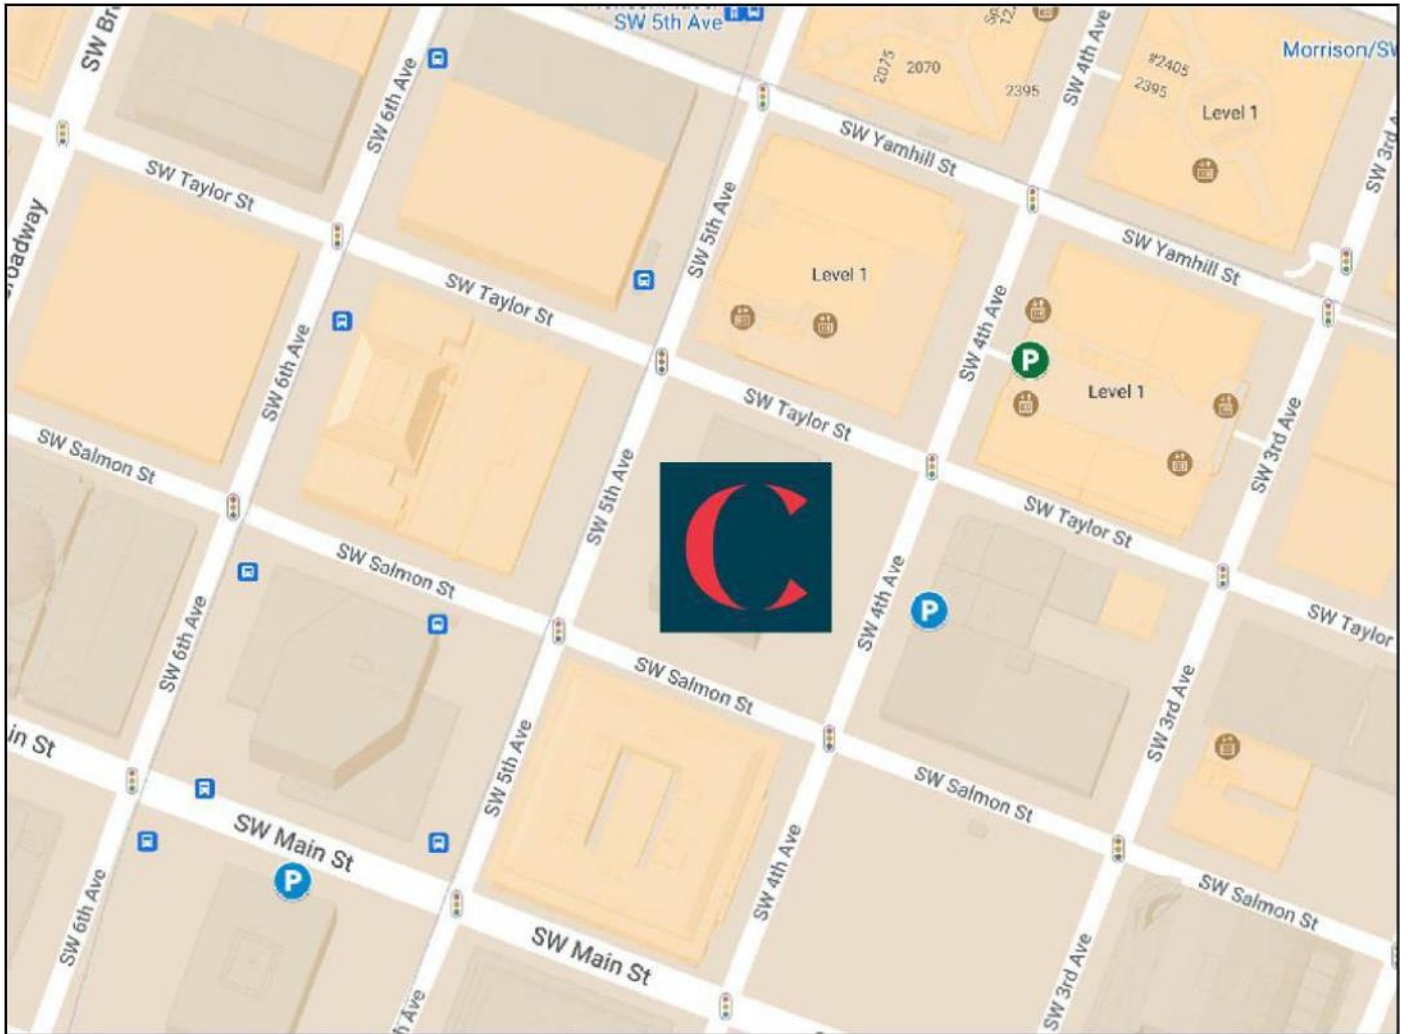 SW Bro
SW 5th Ave
SW 4th Ave
Morrison/SW
2075
2070
2395
#2405
2395
Level 1
SW 6th Ave
SW Yamhill St
SW 3rd A
SW Taylor St
roadway
SW 5th Ave
Level 1
SW Yamhill St
SW Taylor St
SW 4th Ave
P
Level 1
SW 6th Ave
SW Taylor St
SW 3rd Ave
SW Salmon St
SW 5th Ave
C
SW Taylor St
SW Salmon St
SW 4th Ave
P
SW Taylor
SW 6th Ave
SW Salmon St
SW 3rd Ave
in St
SW 5th Ave
SW Salmon St
SW Main St
P
SW 4th Ave
SW Salmon St
SW 6th Ave
SW Main St
SW 3rd Ave
h Ave